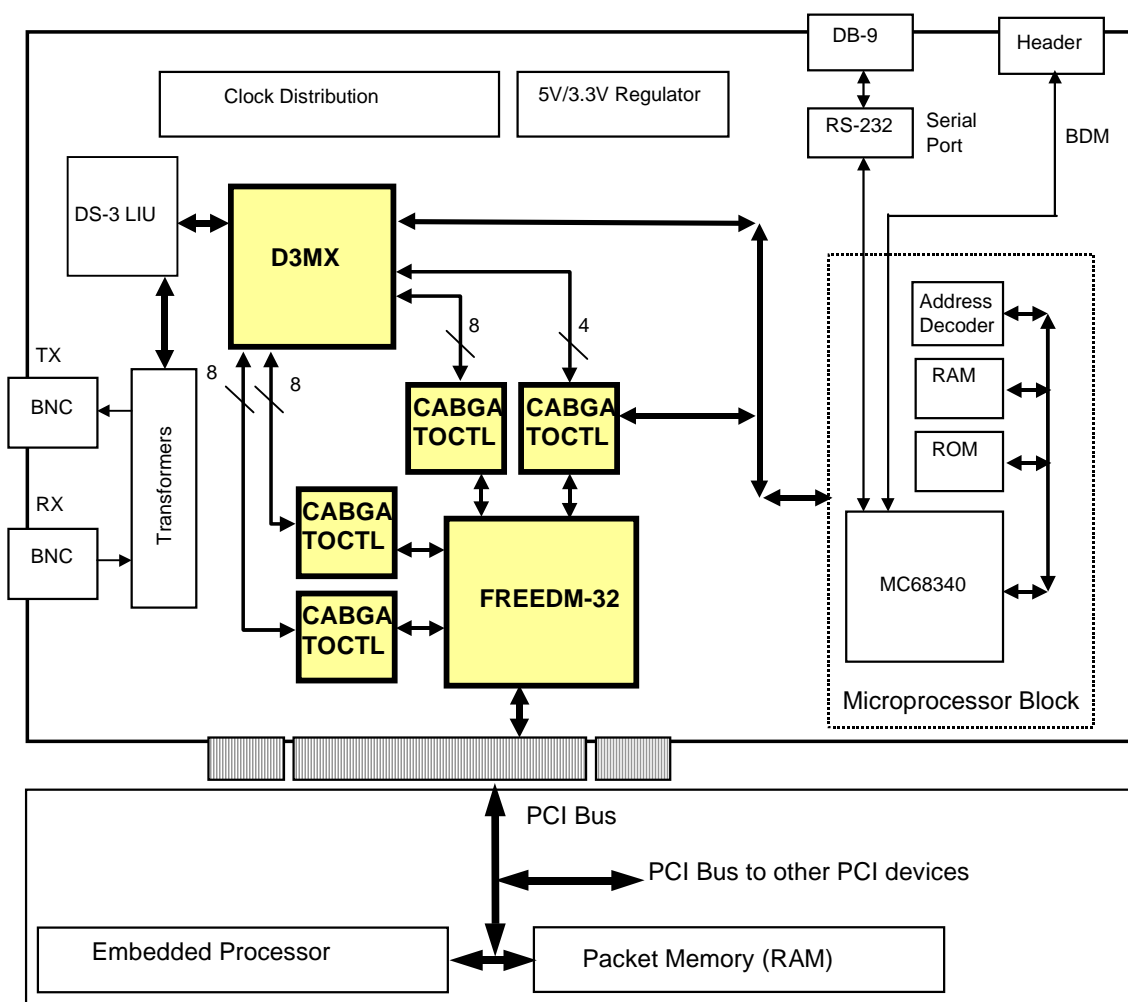 DB-9
Header
Clock Distribution
5V/3.3V Regulator
RS-232
Serial
Port
BDM
DS-3 LIU
D3MX
Address
Decoder
8
4
TX
8
8
RAM
BNC
CABGA
TOCTL
CABGA
TOCTL
ROM
Transformers
RX
BNC
CABGA
TOCTL
FREEDM-32
MC68340
CABGA
TOCTL
Microprocessor Block
PCI Bus
PCI Bus to other PCI devices
Embedded Processor
Packet Memory (RAM)